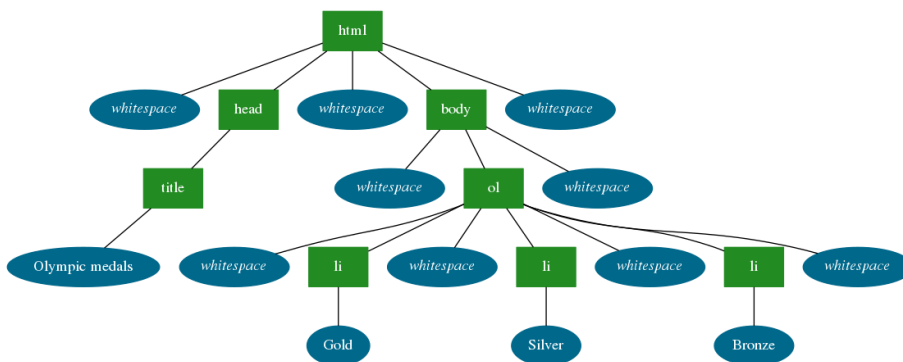 html
whitespace head whitespace body whitespace
title whitespace ol whitespace
Olympic medals whitespace li whitespace li whitespace li whitespace
Gold Silver Bronze